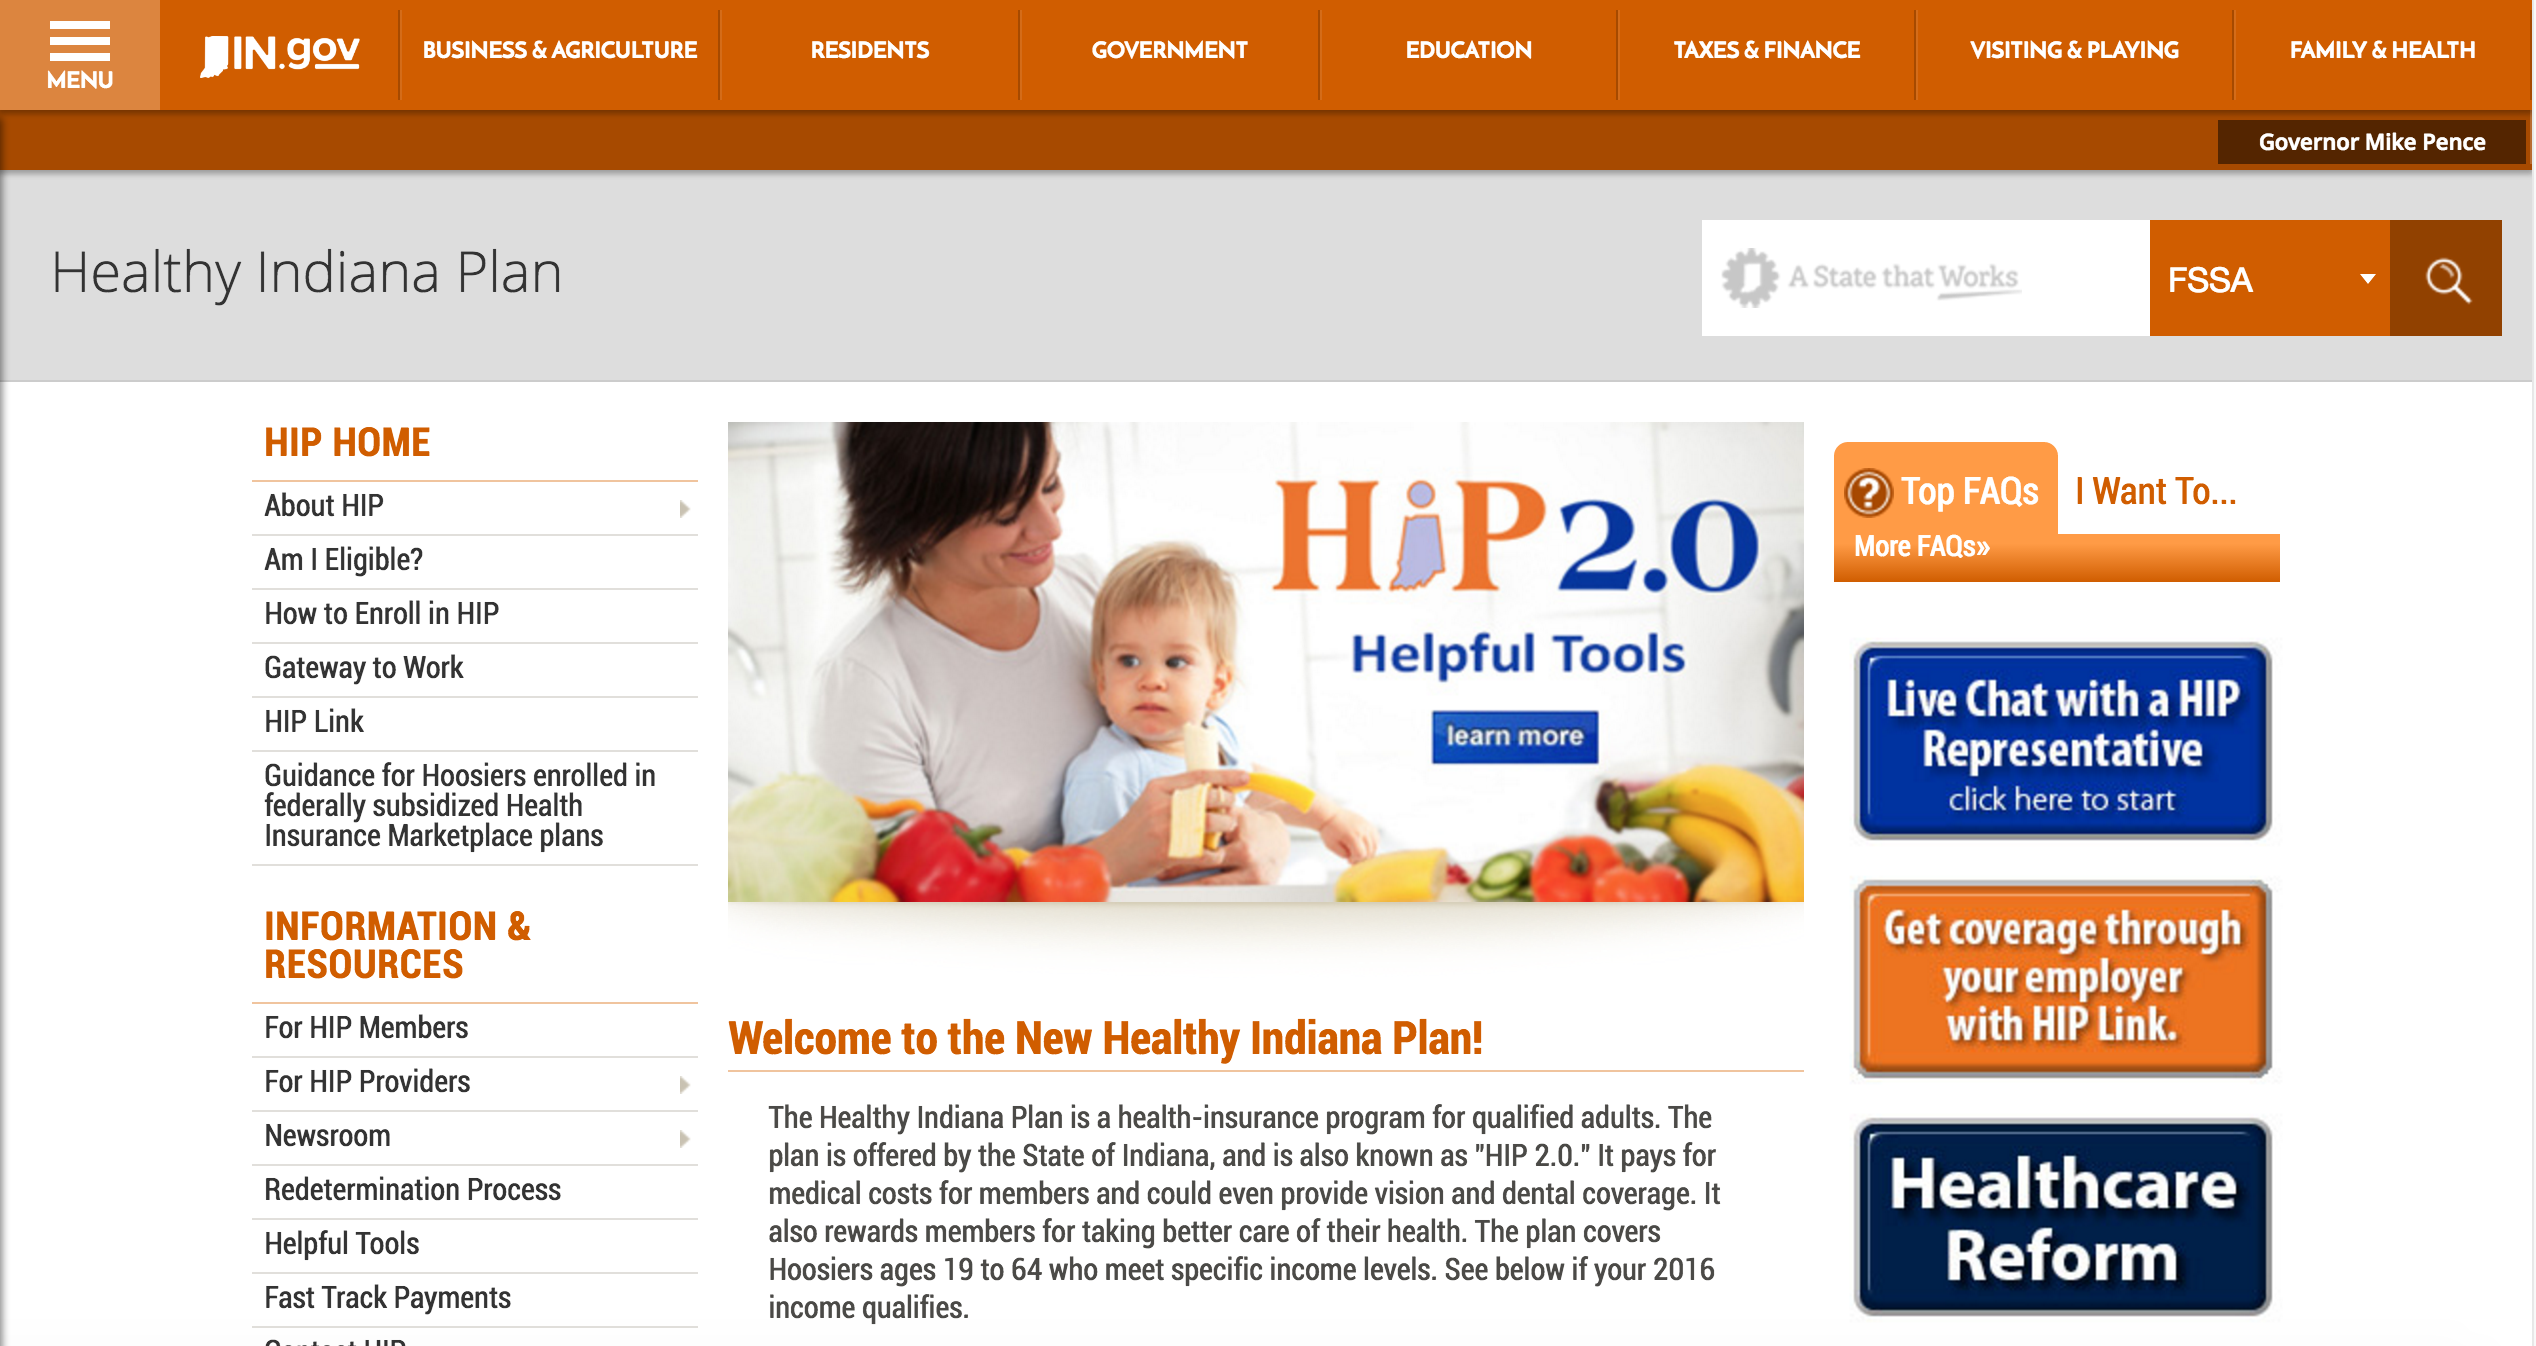 MENU
IN.gov
BUSINESS & AGRICULTURE
RESIDENTS
GOVERNMENT
EDUCATION
TAXES & FINANCE
VISITING & PLAYING
FAMILY & HEALTH
Governor Mike Pence
Healthy Indiana Plan
A State that Works
FSSA
HIP HOME
About HIP
Am I Eligible?
How to Enroll in HIP
Gateway to Work
HIP Link
Guidance for Hoosiers enrolled in
federally subsidized Health
Insurance Marketplace plans
INFORMATION &
RESOURCES
For HIP Members
For HIP Providers
Newsroom
Redetermination Process
Helpful Tools
Fast Track Payments
Contact HIP
HiP 2.0
Helpful Tools
learn more
Welcome to the New Healthy Indiana Plan!
The Healthy Indiana Plan is a health-insurance program for qualified adults. The
plan is offered by the State of Indiana, and is also known as "HIP 2.0." It pays for
medical costs for members and could even provide vision and dental coverage. It
also rewards members for taking better care of their health. The plan covers
Hoosiers ages 19 to 64 who meet specific income levels. See below if your 2016
income qualifies.
? Top FAQs
I Want To...
More FAQs»
Live Chat with a HIP
Representative
click here to start
Get coverage through
your employer
with HIP Link.
Healthcare
Reform